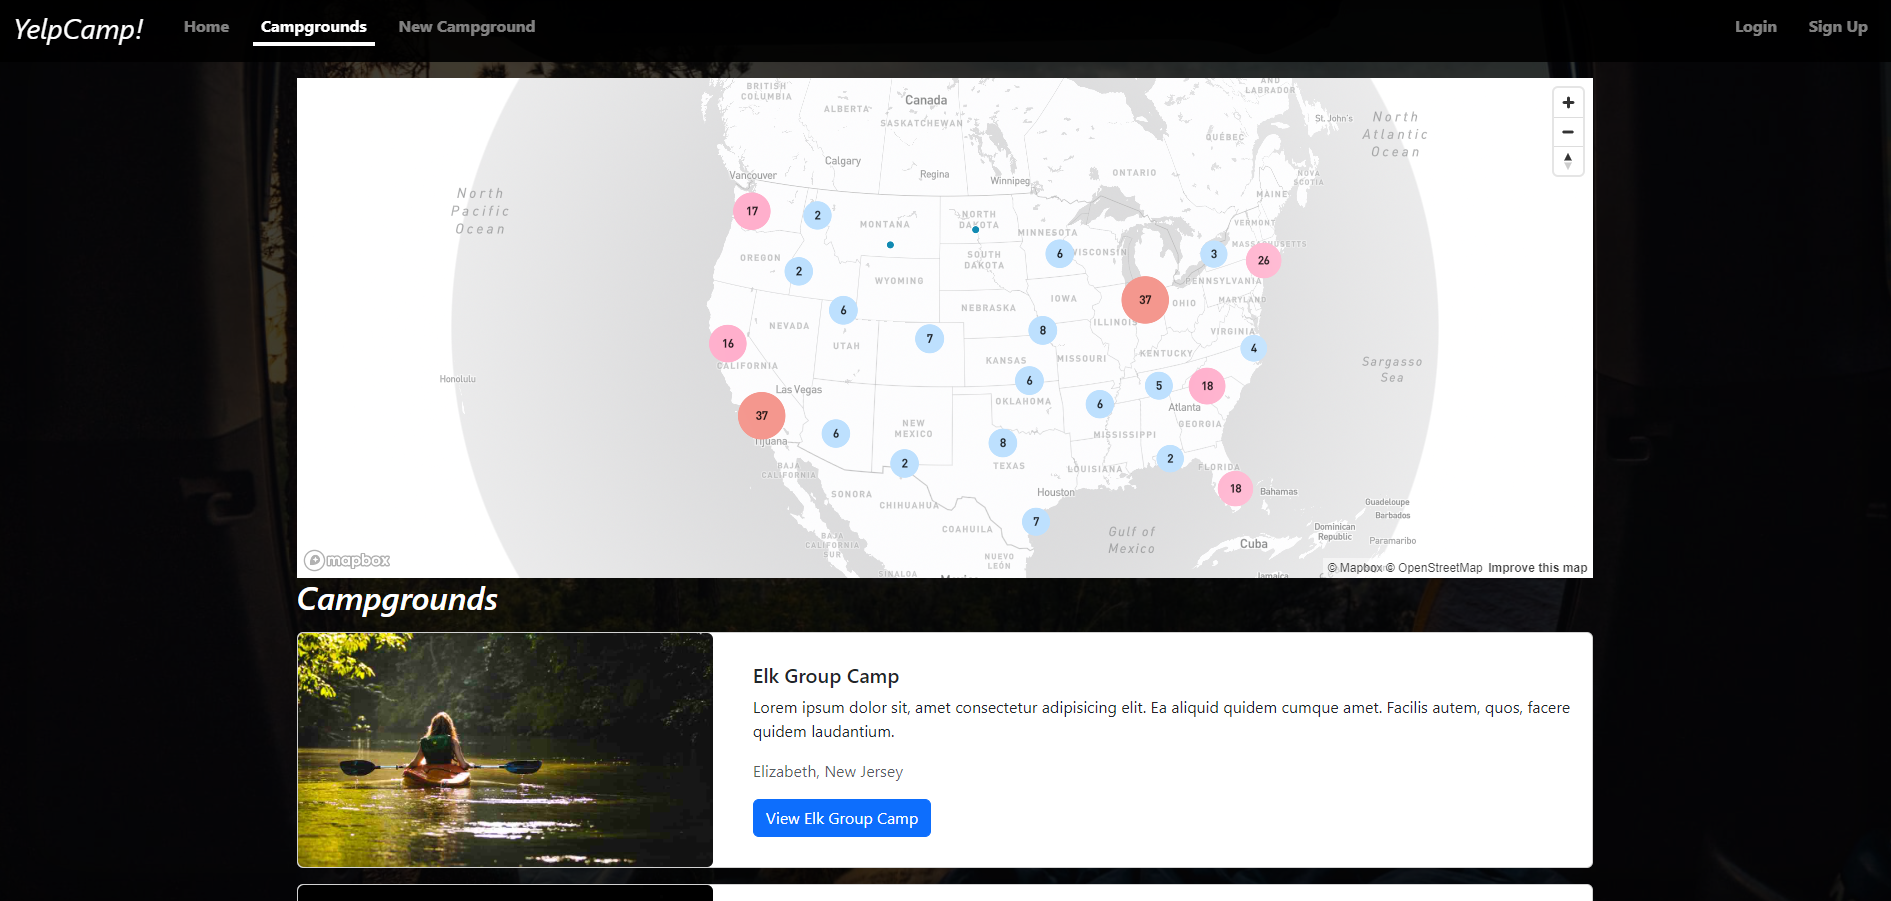 YelpCamp!
Home
Campgrounds
New Campground
Login
Sign Up
BRITISH
COLUMBIA
ALBERTA
Canada
SASKATCHEWAN
AND
LABRADOR
St. John's
North
Atlantic
Ocean
QUÉBEC
Calgary
Vancouver
Regina
Winnipeg
ONTARIO
NOVA
SCOTIA
MAINE
North
Pacific
Ocean
17
2
MONTANA
NORTH
DAKOTA
MINNESOTA
VERMONT
6
WISCONSIN
3
MASSACHUSETTS
26
OREGON
2
SOUTH
DAKOTA
WYOMING
PENNSYLVANIA
37
IOWA
OHIO
MARYLAND
NEBRASKA
6
NEVADA
ILLINOIS
8
VIRGINIA
7
16
UTAH
4
CALIFORNIA
KANSAS
MISSOURI
KENTUCKY
Sargasso
Sea
Honolulu
Las Vegas
6
5
18
OKLAHOMA
6
Atlanta
37
Tijuana
6
NEW
MEXICO
GEORGIA
MISSISSIPPI
8
2
2
TEXAS
LOUISIANA
FLORIDA
BAJA
CALIFORNIA
SONORA
Houston
18
Bahamas
CHIHUAHUA
Guadeloupe
Barbados
7
COAHUILA
Gulf of
Mexico
Dominican
Republic
Paramaribo
Cuba
BAJA
CALIFORNIA
SUR
NUEVO
LEÓN
SINALOA
Mexico
Jamaica
mapbox
© Mapbox © OpenStreetMap Improve this map
Campgrounds
Elk Group Camp
Lorem ipsum dolor sit, amet consectetur adipisicing elit. Ea aliquid quidem cumque amet. Facilis autem, quos, facere
quidem laudantium.
Elizabeth, New Jersey
View Elk Group Camp